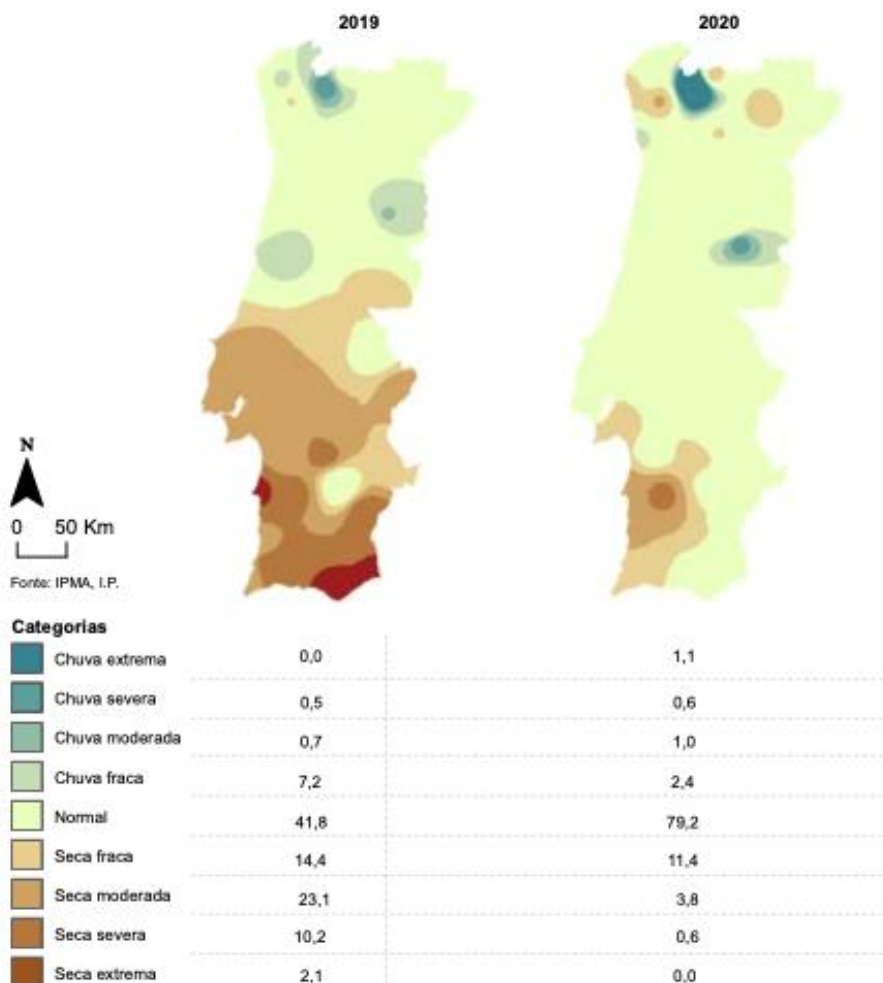 2019 2020
N
0 50 Km
Fonte: IPMA, I.P.
Categorias
Chuva extrema 0,0 1,1
Chuva severa 0,5 0,6
Chuva moderada 0,7 1,0
Chuva fraca 7,2 2,4
Normal 41,8 79,2
Seca fraca 14,4 11,4
Seca moderada 23,1 3,8
Seca severa 10,2 0,6
Seca extrema 2,1 0,0